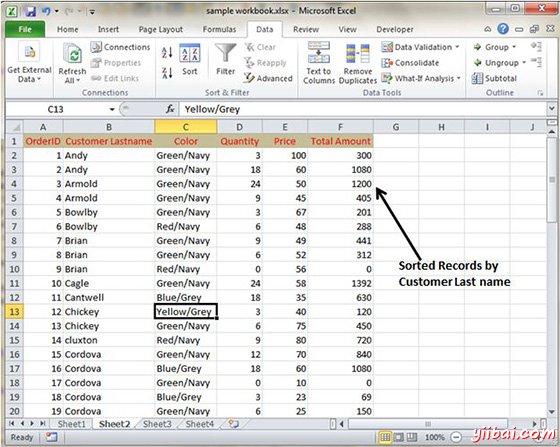 sample workbook.xlsx - Microsoft Excel
File Home Insert Page Layout Formulas Data Review View
Get External Data
Refresh All
Connections
Properties
Edit Links
Connections
Sort
Filter
Clear
Reapply
Advanced
Sort & Filter
Text to Columns
Remove Duplicates
Data Validation
Consolidate
What-If Analysis
Data Tools
Group
Ungroup
Subtotal
Outline
C13 fx Yellow/Grey
A B C D E F G H I J
1 OrderID Customer Lastname Color Quantity Price Total Amount
2 1 Andy Green/Navy 3 100 300
3 2 Andy Green/Navy 18 60 1080
4 3 Armold Green/Navy 24 50 1200
5 4 Armold Green/Navy 9 45 405
6 5 Bowlby Green/Navy 3 67 201
7 6 Bowlby Red/Navy 6 48 288
8 7 Brian Green/Navy 9 49 441
9 8 Brian Green/Navy 6 52 312
10 9 Brian Red/Navy 0 56 0
11 10 Cagle Green/Navy 24 58 1392
12 11 Cantwell Blue/Grey 18 35 630
13 12 Chickey Yellow/Grey 3 40 120
14 13 Chickey Green/Navy 6 75 450
15 14 cluxton Red/Navy 9 80 720
16 15 Cordova Green/Navy 12 70 840
17 16 Cordova Blue/Grey 18 60 1080
18 17 Cordova Green/Navy 0 10 0
19 18 Cordova Blue/Grey 3 23 69
20 19 Cordova Green/Navy 6 25 150
Sorted Records by
Customer Last name
Sheet1 Sheet2 Sheet3 Sheet4
Ready 100%
yiibai.com